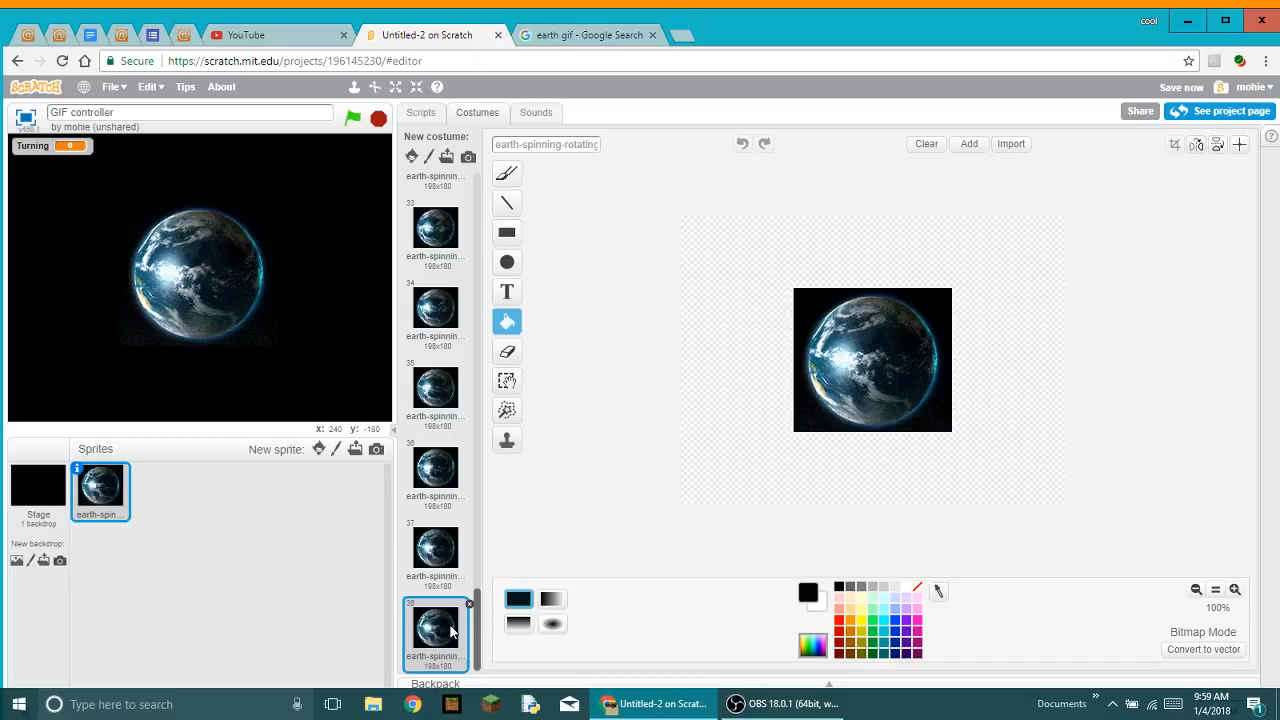 cool
YouTube
Untitled-2 on Scratch
earth gif - Google Search
Secure
https://scratch.mit.edu/projects/196145230/#editor
SCRATCH
File
Edit
Tips
About
Save now
mohie
GIF controller
by mohie (unshared)
v459.1
Scripts
Costumes
Sounds
Share
See project page
New costume:
earth-spinning-rotating
Clear
Add
Import
Turning 0
earth-spinnin...
198x180
33
earth-spinnin...
198x180
34
earth-spinnin...
198x180
35
earth-spinnin...
198x180
36
earth-spinnin...
198x180
37
earth-spinnin...
198x180
38
earth-spinnin...
198x180
T
x: 240 y: -180
Sprites
New sprite:
Stage
1 backdrop
earth-spin...
New backdrop:
100%
Bitmap Mode
Convert to vector
Backpack
Type here to search
Untitled-2 on Scrat...
OBS 18.0.1 (64bit, w...
Documents
9:59 AM
1/4/2018